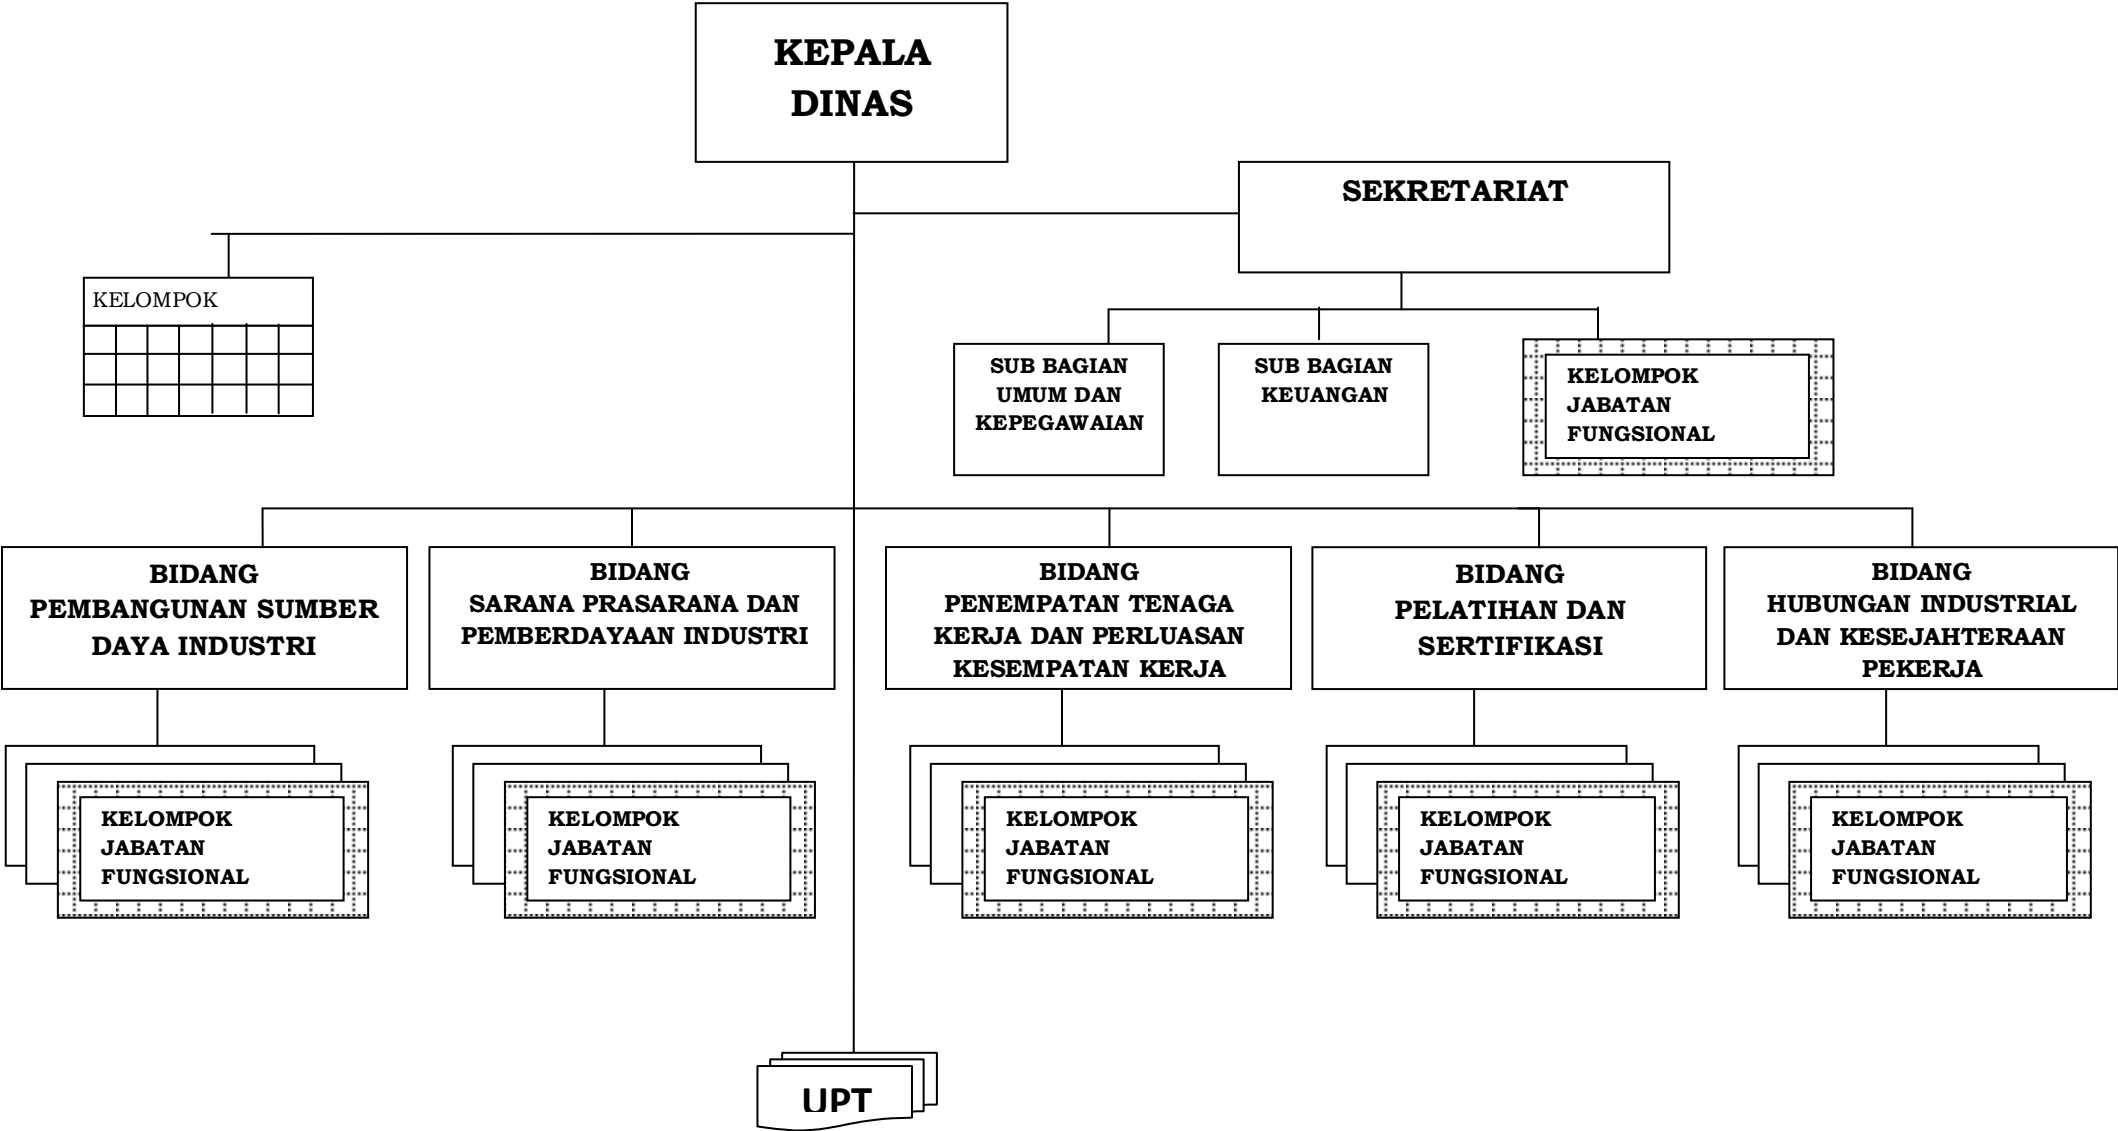 KEPALA
DINAS
SEKRETARIAT
KELOMPOK
SUB BAGIAN
UMUM DAN
KEPEGAWAIAN
SUB BAGIAN
KEUANGAN
KELOMPOK
JABATAN
FUNGSIONAL
BIDANG
PEMBANGUNAN SUMBER
DAYA INDUSTRI
BIDANG
SARANA PRASARANA DAN
PEMBERDAYAAN INDUSTRI
BIDANG
PENEMPATAN TENAGA
KERJA DAN PERLUASAN
KESEMPATAN KERJA
BIDANG
PELATIHAN DAN
SERTIFIKASI
BIDANG
HUBUNGAN INDUSTRIAL
DAN KESEJAHTERAAN
PEKERJA
KELOMPOK
JABATAN
FUNGSIONAL
KELOMPOK
JABATAN
FUNGSIONAL
KELOMPOK
JABATAN
FUNGSIONAL
KELOMPOK
JABATAN
FUNGSIONAL
KELOMPOK
JABATAN
FUNGSIONAL
UPT